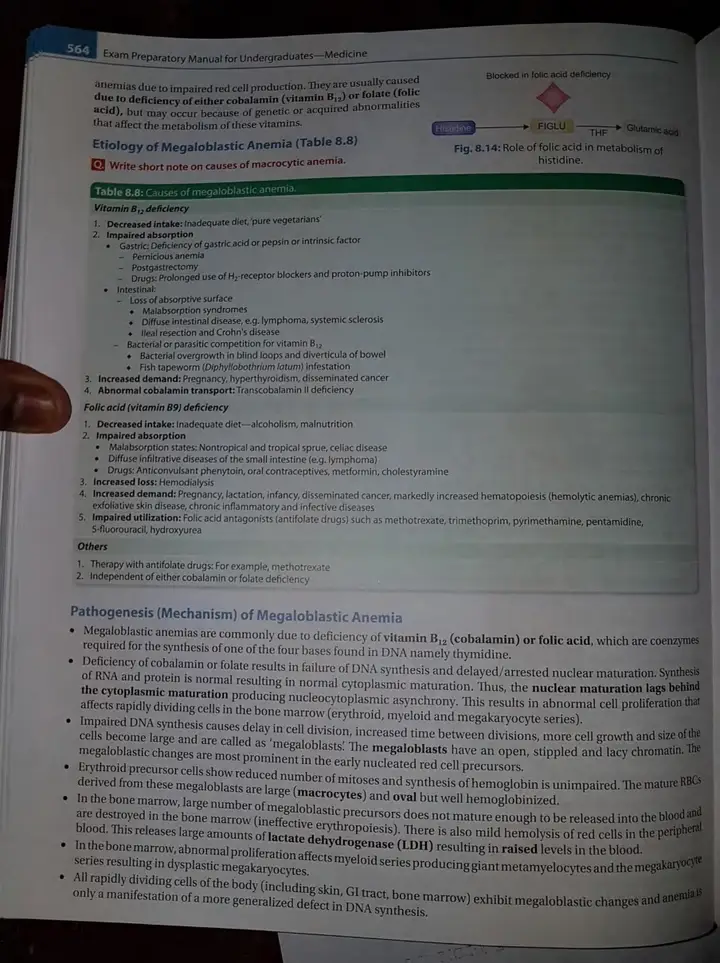 564 Exam Preparatory Manual for Undergraduates—Medicine
anemias due to impaired red cell production. They are usually caused
due to deficiency of either cobalamin (vitamin B12) or folate (folic
acid), but may occur because of genetic or acquired abnormalities
that affect the metabolism of these vitamins.
Etiology of Megaloblastic Anemia (Table 8.8)
Q Write short note on causes of macrocytic anemia.
Blocked in folic acid deficiency
Histidine FIGLU THF Glutamic acid
Fig. 8.14: Role of folic acid in metabolism of
histidine.
Table 8.8: Causes of megaloblastic anemia.
Vitamin B12 deficiency
1. Decreased intake: Inadequate diet, 'pure vegetarians'
2. Impaired absorption
• Gastric: Deficiency of gastric acid or pepsin or intrinsic factor
– Pernicious anemia
– Postgastrectomy
– Drugs: Prolonged use of H2-receptor blockers and proton-pump inhibitors
• Intestinal:
– Loss of absorptive surface
• Malabsorption syndromes
• Diffuse intestinal disease, e.g. lymphoma, systemic sclerosis
• Ileal resection and Crohn's disease
– Bacterial or parasitic competition for vitamin B12
• Bacterial overgrowth in blind loops and diverticula of bowel
• Fish tapeworm (Diphyllobothrium latum) infestation
3. Increased demand: Pregnancy, hyperthyroidism, disseminated cancer
4. Abnormal cobalamin transport: Transcobalamin II deficiency
Folic acid (vitamin B9) deficiency
1. Decreased intake: Inadequate diet—alcoholism, malnutrition
2. Impaired absorption
• Malabsorption states: Nontropical and tropical sprue, celiac disease
• Diffuse infiltrative diseases of the small intestine (e.g. lymphoma)
• Drugs: Anticonvulsant phenytoin, oral contraceptives, metformin, cholestyramine
3. Increased loss: Hemodialysis
4. Increased demand: Pregnancy, lactation, infancy, disseminated cancer, markedly increased hematopoiesis (hemolytic anemias), chronic
exfoliative skin disease, chronic inflammatory and infective diseases
5. Impaired utilization: Folic acid antagonists (antifolate drugs) such as methotrexate, trimethoprim, pyrimethamine, pentamidine,
5-fluorouracil, hydroxyurea
Others
1. Therapy with antifolate drugs: For example, methotrexate
2. Independent of either cobalamin or folate deficiency
Pathogenesis (Mechanism) of Megaloblastic Anemia
• Megaloblastic anemias are commonly due to deficiency of vitamin B12 (cobalamin) or folic acid, which are coenzymes
required for the synthesis of one of the four bases found in DNA namely thymidine.
• Deficiency of cobalamin or folate results in failure of DNA synthesis and delayed/arrested nuclear maturation. Synthesis
of RNA and protein is normal resulting in normal cytoplasmic maturation. Thus, the nuclear maturation lags behind
the cytoplasmic maturation producing nucleocytoplasmic asynchrony. This results in abnormal cell proliferation that
affects rapidly dividing cells in the bone marrow (erythroid, myeloid and megakaryocyte series).
• Impaired DNA synthesis causes delay in cell division, increased time between divisions, more cell growth and size of the
cells become large and are called as 'megaloblasts'. The megaloblasts have an open, stippled and lacy chromatin. The
megaloblastic changes are most prominent in the early nucleated red cell precursors.
• Erythroid precursor cells show reduced number of mitoses and synthesis of hemoglobin is unimpaired. The mature RBCs
derived from these megaloblasts are large (macrocytes) and oval but well hemoglobinized.
• In the bone marrow, large number of megaloblastic precursors does not mature enough to be released into the blood and
are destroyed in the bone marrow (ineffective erythropoiesis). There is also mild hemolysis of red cells in the peripheral
blood. This releases large amounts of lactate dehydrogenase (LDH) resulting in raised levels in the blood.
• In the bone marrow, abnormal proliferation affects myeloid series producing giant metamyelocytes and the megakaryocyte
series resulting in dysplastic megakaryocytes.
• All rapidly dividing cells of the body (including skin, GI tract, bone marrow) exhibit megaloblastic changes and anemia is
only a manifestation of a more generalized defect in DNA synthesis.